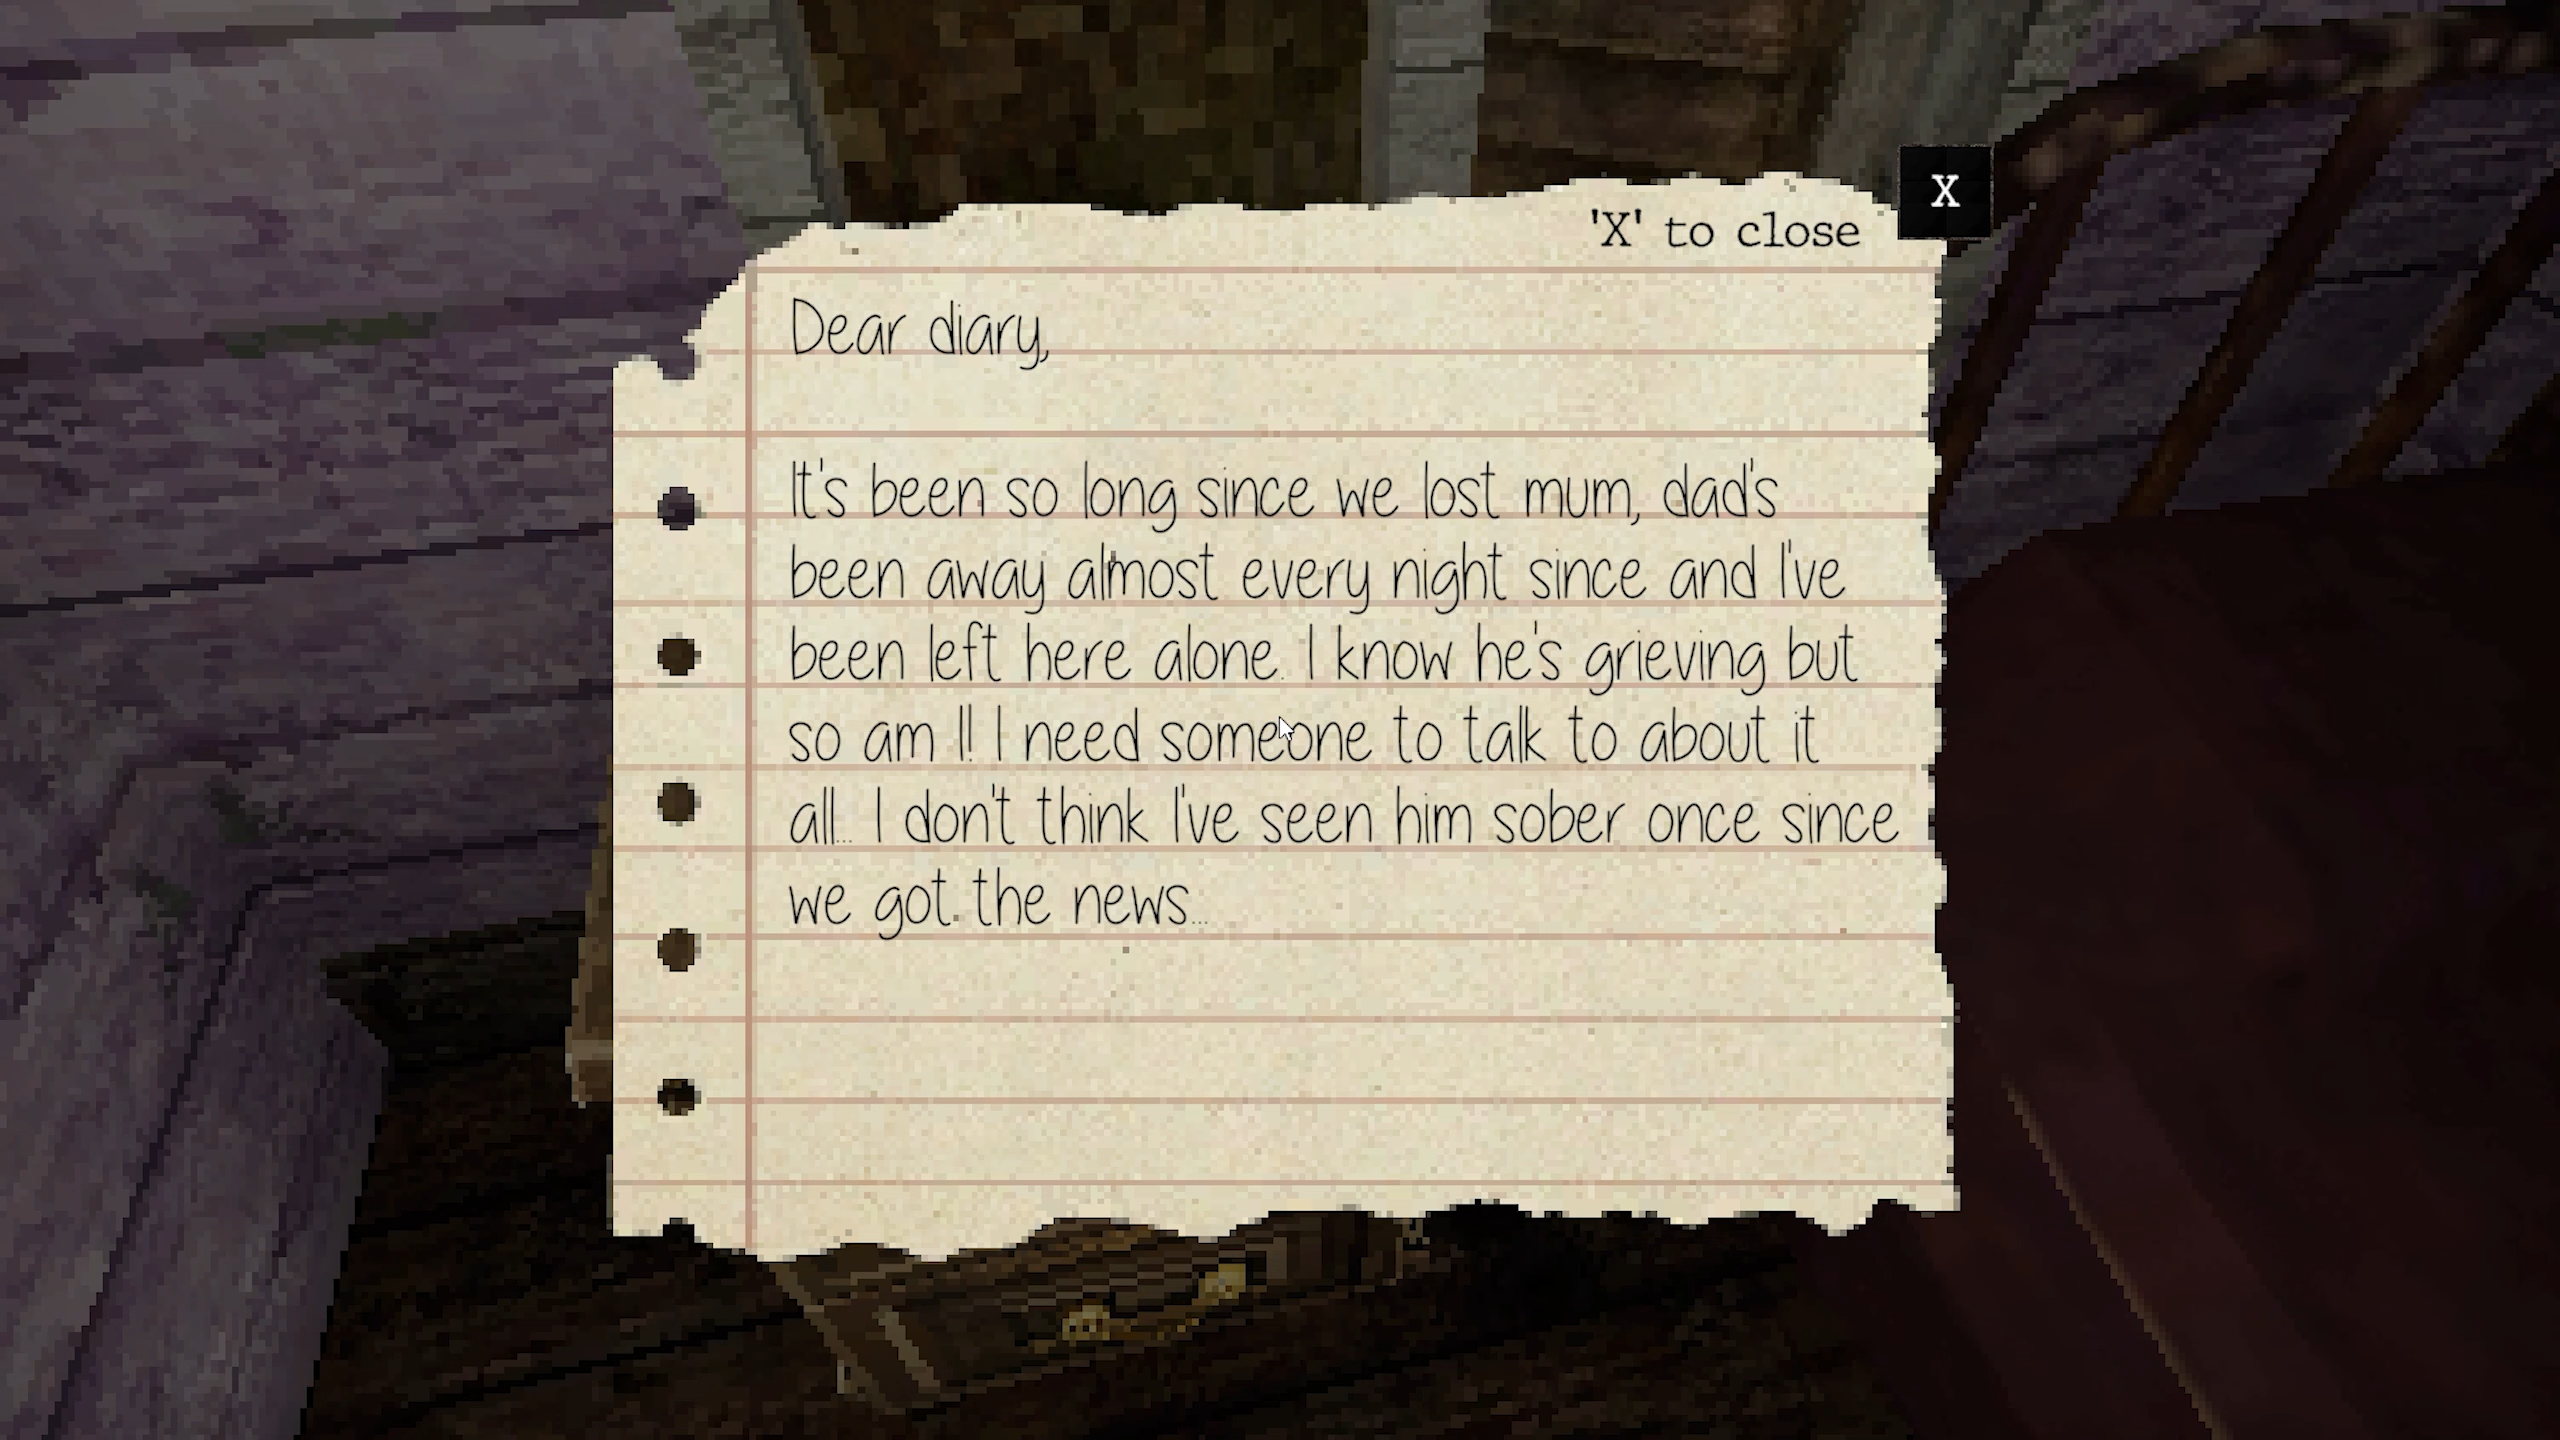 X
'X' to close
Dear diary,
It's been so long since we lost mum, dad's
been away almost every night since and I've
been left here alone. I know he's grieving but
so am I! I need someone to talk to about it
all... I don't think I've seen him sober once since
we got the news...